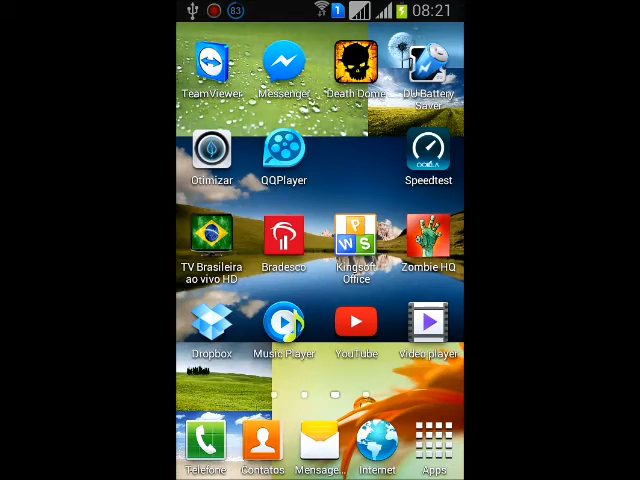 83 1 08:21
TeamViewer Messenger Death Dome DU Battery
Saver
OOKLA
Otimizar QQPlayer Speedtest
P
W S
TV Brasileira Bradesco Kingsoft Zombie HQ
ao vivo HD Office
Dropbox Music Player YouTube Video player
Telefone Contatos Mensage... Internet Apps